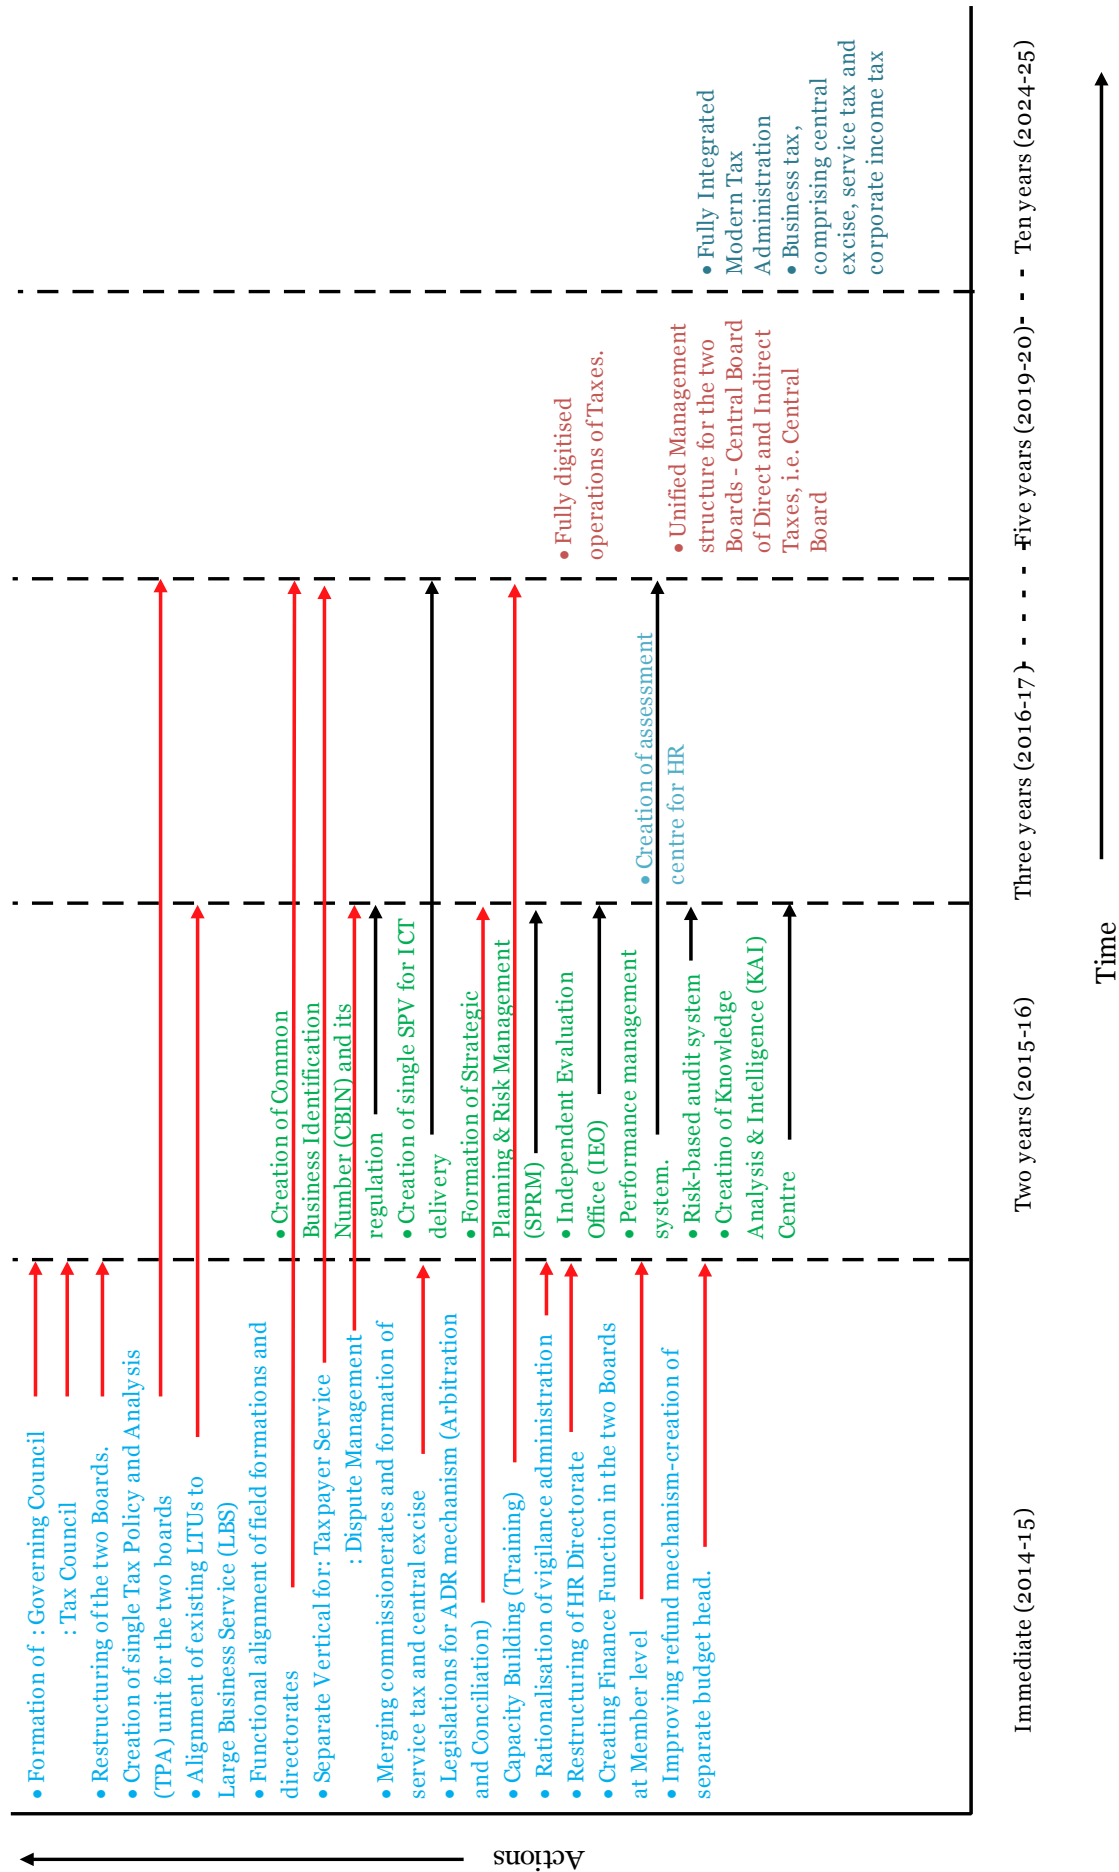 Actions
• Formation of : Governing Council
: Tax Council
• Restructuring of the two Boards.
• Creation of single Tax Policy and Analysis
(TPA) unit for the two boards
• Alignment of existing LTUs to
Large Business Service (LBS)
• Functional alignment of field formations and
directorates
• Separate Vertical for: Taxpayer Service
: Dispute Management
• Merging commissionerates and formation of
service tax and central excise
• Legislations for ADR mechanism (Arbitration
and Conciliation)
• Capacity Building (Training)
• Rationalisation of vigilance administration
• Restructuring of HR Directorate
• Creating Finance Function in the two Boards
at Member level
• Improving refund mechanism-creation of
separate budget head.
• Creation of Common
Business Identification
Number (CBIN) and its
regulation
• Creation of single SPV for ICT
delivery
• Formation of Strategic
Planning & Risk Management
(SPRM)
• Independent Evaluation
Office (IEO)
• Performance management
system.
• Risk-based audit system
• Creatino of Knowledge
Analysis & Intelligence (KAI)
Centre
• Creation of assessment
centre for HR
• Fully digitised
operations of Taxes.
• Unified Management
structure for the two
Boards - Central Board
of Direct and Indirect
Taxes, i.e. Central
Board
• Fully Integrated
Modern Tax
Administration
• Business tax,
comprising central
excise, service tax and
corporate income tax
Immediate (2014-15)
Two years (2015-16)
Three years (2016-17)
Five years (2019-20)
Ten years (2024-25)
Time